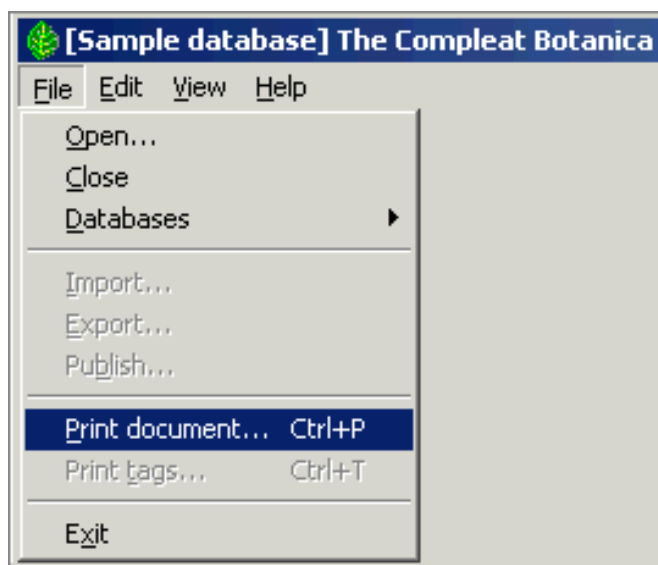 [Sample database] The Compleat Botanica
File Edit View Help
Open...
Close
Databases
Import...
Export...
Publish...
Print document... Ctrl+P
Print tags... Ctrl+T
Exit